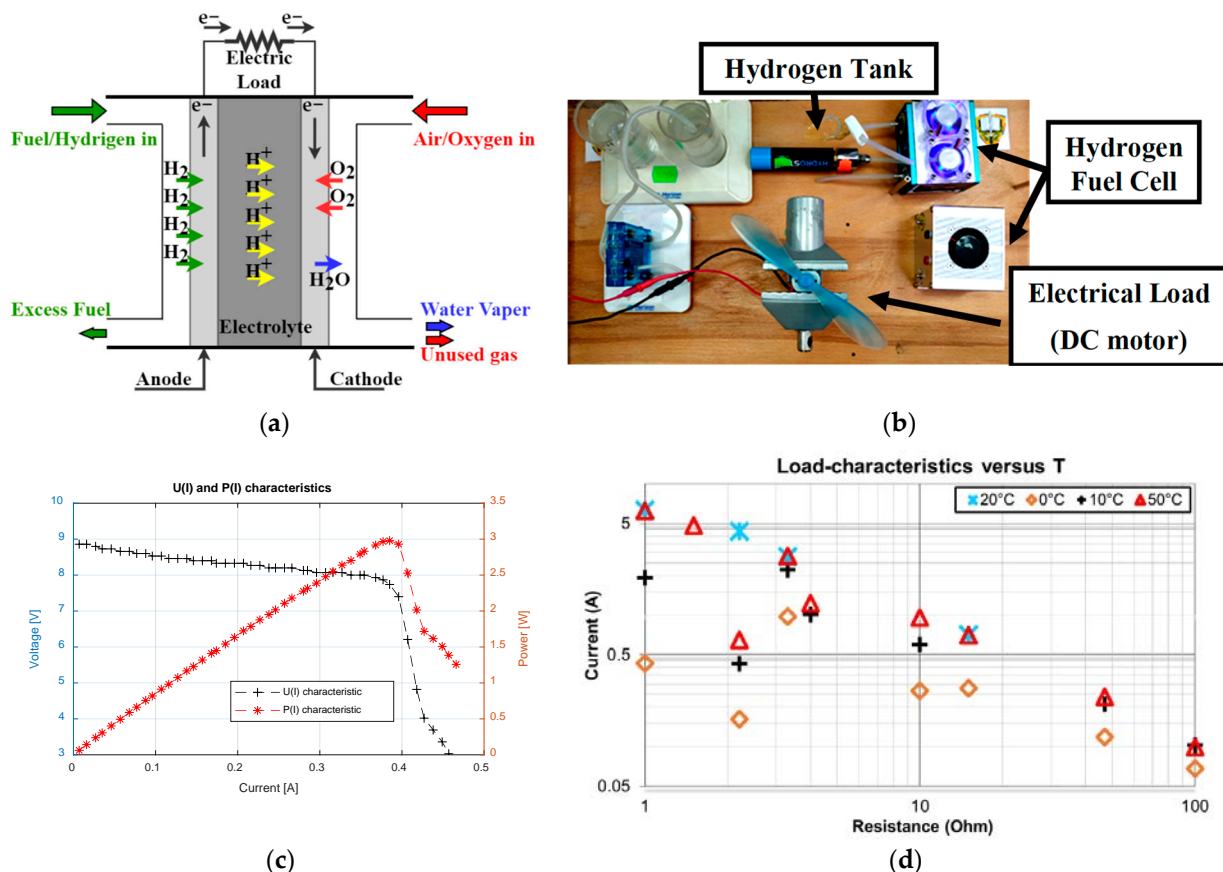 e−
e−
Electric
Load
e−
e−
Fuel/Hydrigen in
Air/Oxygen in
H2
H2
H2
H2
H+
H+
H+
H+
H+
O2
O2
H2O
Excess Fuel
Electrolyte
Water Vaper
Unused gas
Anode
Cathode
(a)
Hydrogen Tank
Hydrogen
Fuel Cell
Electrical Load
(DC motor)
Horizon
HYDROS
(b)
U(I) and P(I) characteristics
Voltage [V]
10
9
8
7
6
5
4
3
Power [W]
3.5
3
2.5
2
1.5
1
0.5
0
U(I) characteristic
P(I) characteristic
0
0.1
0.2
0.3
0.4
0.5
Current [A]
(c)
Load-characteristics versus T
20°C
0°C
10°C
50°C
Current (A)
5
0.5
0.05
1
10
100
Resistance (Ohm)
(d)